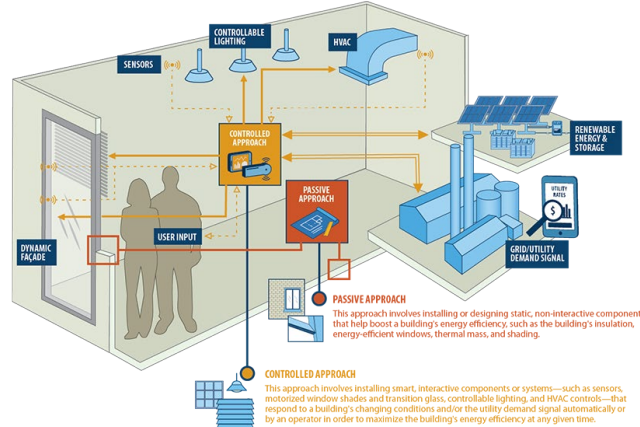 CONTROLLABLE
LIGHTING
HVAC
SENSORS
CONTROLLED
APPROACH
RENEWABLE
ENERGY &
STORAGE
UTILITY
RATES
$
PASSIVE
APPROACH
USER INPUT
DYNAMIC
FAÇADE
GRID/UTILITY
DEMAND SIGNAL
PASSIVE APPROACH
This approach involves installing or designing static, non-interactive component
that help boost a building's energy efficiency, such as the building's insulation,
energy-efficient windows, thermal mass, and shading.
CONTROLLED APPROACH
This approach involves installing smart, interactive components or systems—such as sensors,
motorized window shades and transition glass, controllable lighting, and HVAC controls—that
respond to a building's changing conditions and/or the utility demand signal automatically or
by an operator in order to maximize the building's energy efficiency at any given time.